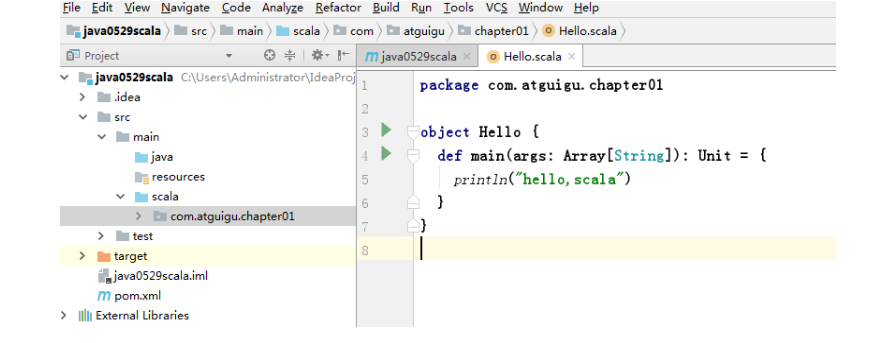 File Edit View Navigate Code Analyze Refactor Build Run Tools VCS Window Help
java0529scala src main scala com atguigu chapter01 Hello.scala
Project
java0529scala Hello.scala
java0529scala C:\Users\Administrator\IdeaProj
.idea
src
main
java
resources
scala
com.atguigu.chapter01
test
target
java0529scala.iml
pom.xml
External Libraries
1 package com.atguigu.chapter01
2
3 object Hello {
4 def main(args: Array[String]): Unit = {
5 println("hello,scala")
6 }
7 }
8